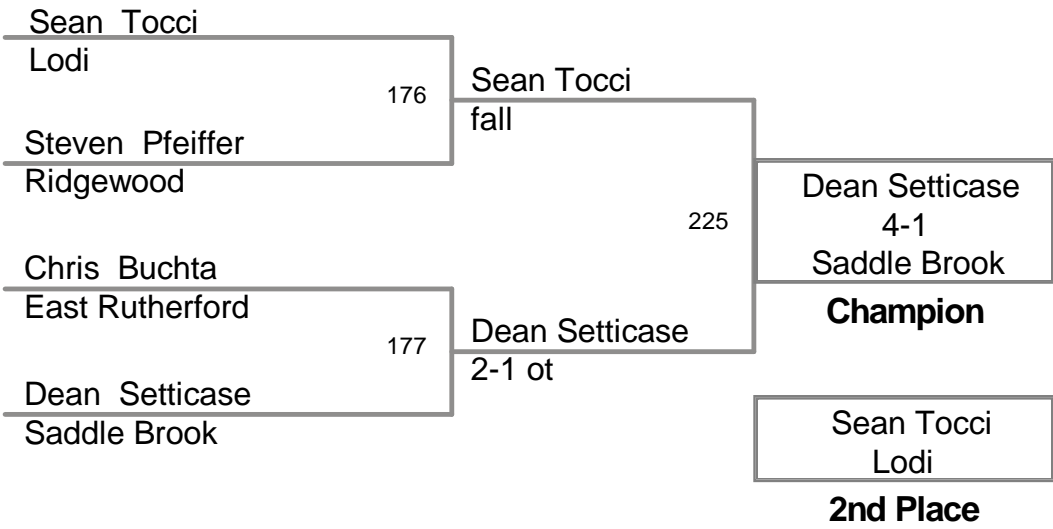 Sean Tocci
Lodi
176
Sean Tocci
fall
Steven Pfeiffer
Ridgewood
225
Dean Setticase
4-1
Saddle Brook
Champion
Chris Buchta
East Rutherford
177
Dean Setticase
2-1 ot
Dean Setticase
Saddle Brook
Sean Tocci
Lodi
2nd Place